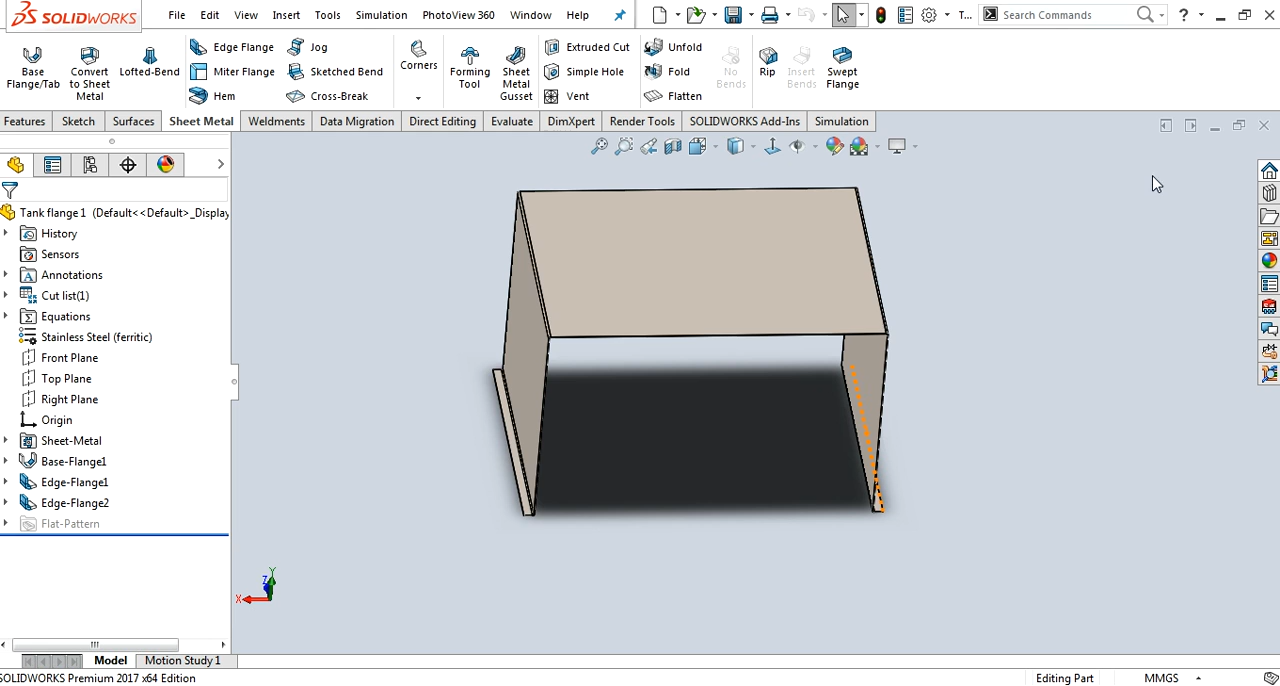 SOLIDWORKS File Edit View Insert Tools Simulation PhotoView 360 Window Help T... Search Commands ?
Base Flange/Tab
Convert to Sheet Metal
Lofted-Bend
Edge Flange
Miter Flange
Hem
Jog
Sketched Bend
Cross-Break
Corners
Forming Tool
Sheet Metal Gusset
Extruded Cut
Simple Hole
Vent
Unfold
Fold
Flatten
No Bends
Rip
Insert Bends
Swept Flange
Features Sketch Surfaces Sheet Metal Weldments Data Migration Direct Editing Evaluate DimXpert Render Tools SOLIDWORKS Add-Ins Simulation
Tank flange 1 (Default<<Default>_Display
History
Sensors
Annotations
Cut list(1)
Equations
Stainless Steel (ferritic)
Front Plane
Top Plane
Right Plane
Origin
Sheet-Metal
Base-Flange1
Edge-Flange1
Edge-Flange2
Flat-Pattern
Y
Z
X
Model Motion Study 1
SOLIDWORKS Premium 2017 x64 Edition Editing Part MMGS